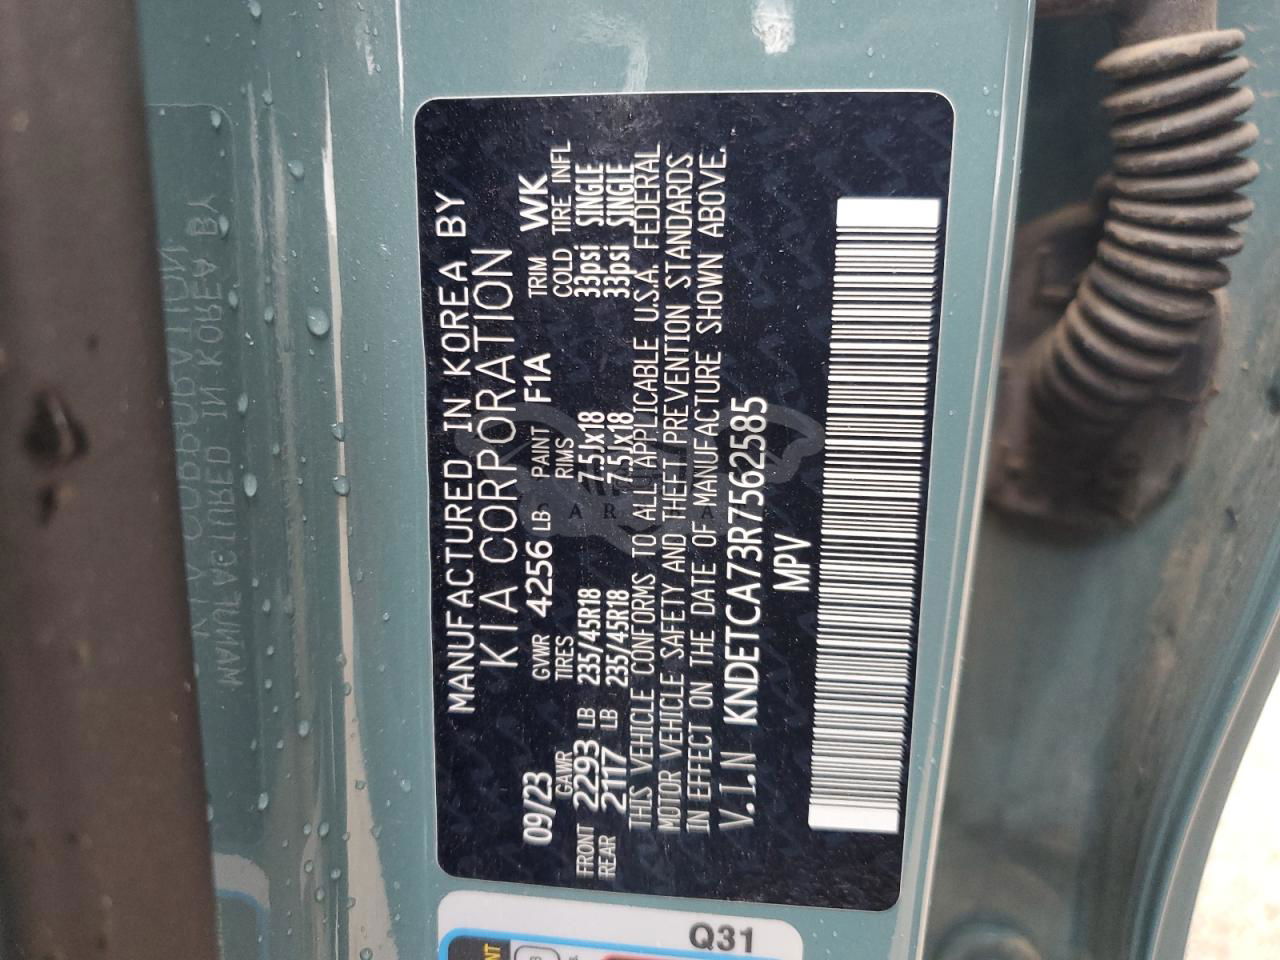 MANUFACTURED IN KOREA BY
KIA CORPORATION
09/23 GVWR 4256 LB PAINT F1A TRIM WK
GAWR TIRES RIMS COLD TIRE INFL
FRONT 2293 LB 235/45R18 7.5Jx18 33psi SINGLE
REAR 2117 LB 235/45R18 7.5Jx18 33psi SINGLE
THIS VEHICLE CONFORMS TO ALL APPLICABLE U.S.A. FEDERAL
MOTOR VEHICLE SAFETY AND THEFT PREVENTION STANDARDS
IN EFFECT ON THE DATE OF MANUFACTURE SHOWN ABOVE.
V.I.N KNDETCA73R7562585
MPV
Q31